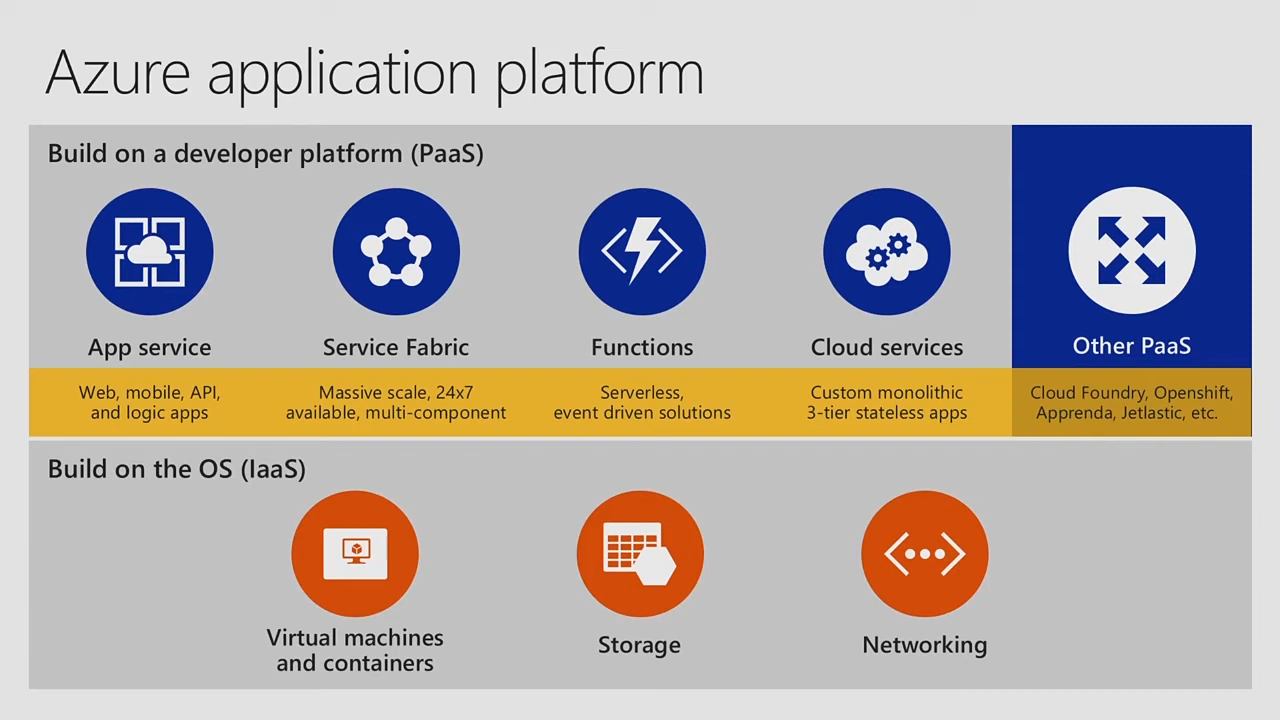 Azure application platform
Build on a developer platform (PaaS)
App service
Service Fabric
Functions
Cloud services
Other PaaS
Web, mobile, API,
and logic apps
Massive scale, 24x7
available, multi-component
Serverless,
event driven solutions
Custom monolithic
3-tier stateless apps
Cloud Foundry, Openshift,
Apprenda, Jetlastic, etc.
Build on the OS (IaaS)
Virtual machines
and containers
Storage
Networking